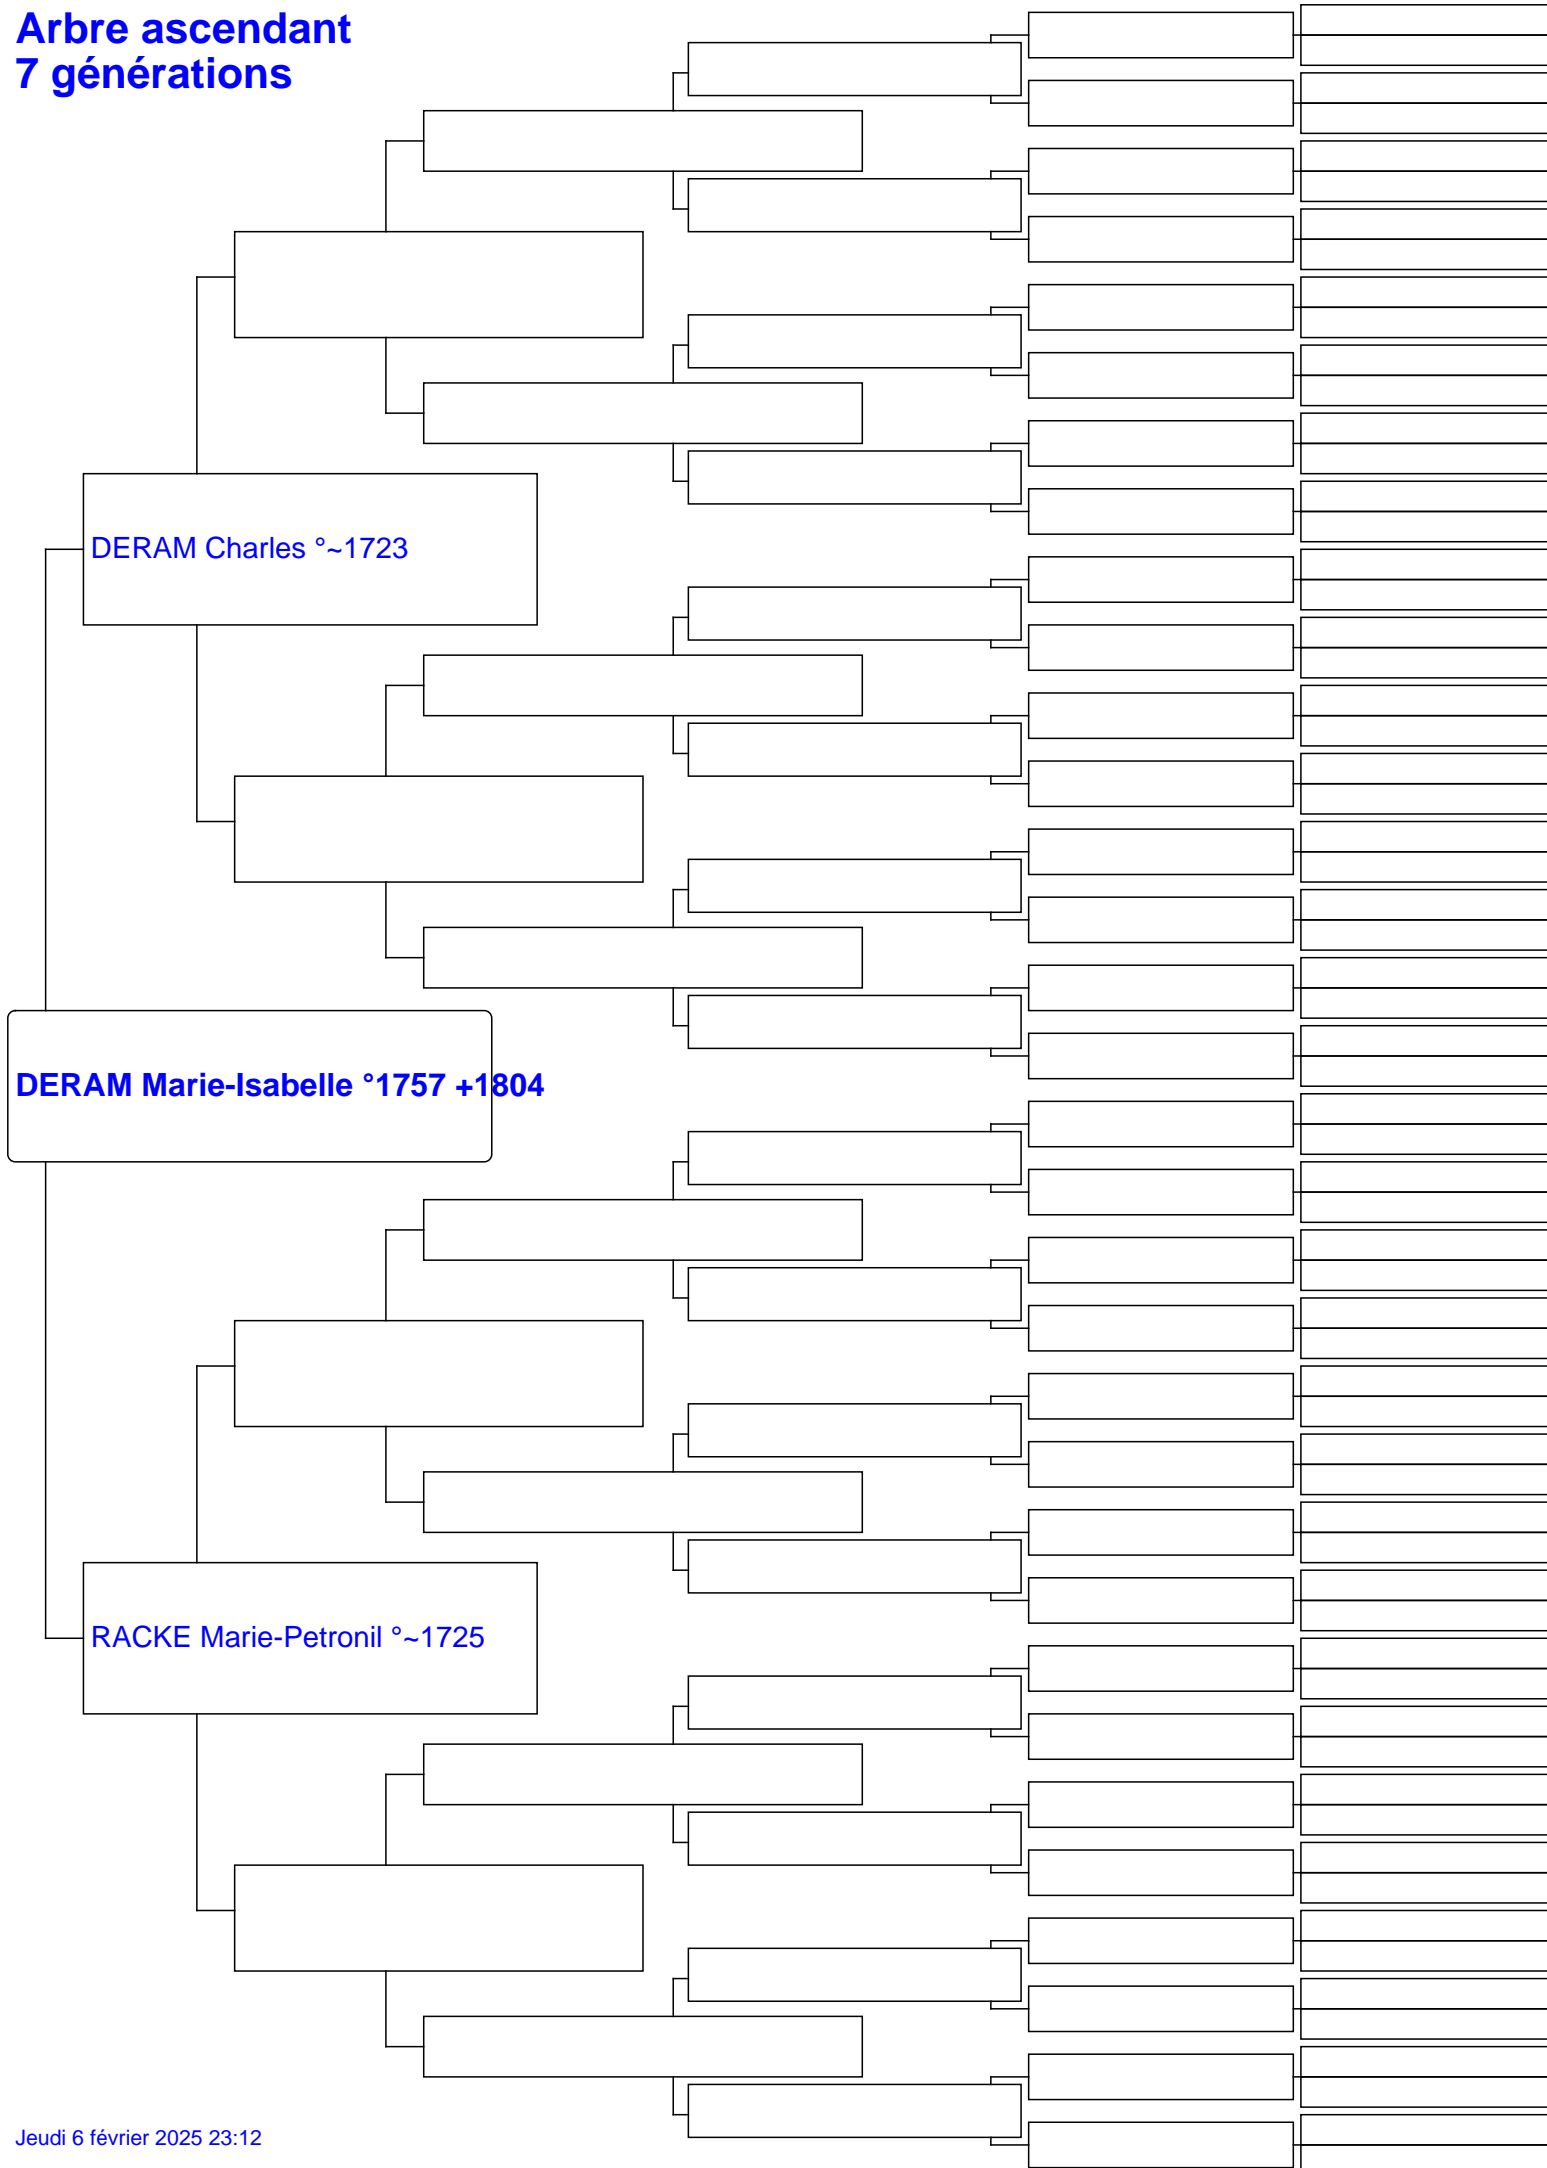 Arbre ascendant
7 générations
DERAM Charles °~1723
DERAM Marie-Isabelle °1757 +1804
RACKE Marie-Petronil °~1725
Jeudi 6 février 2025 23:12